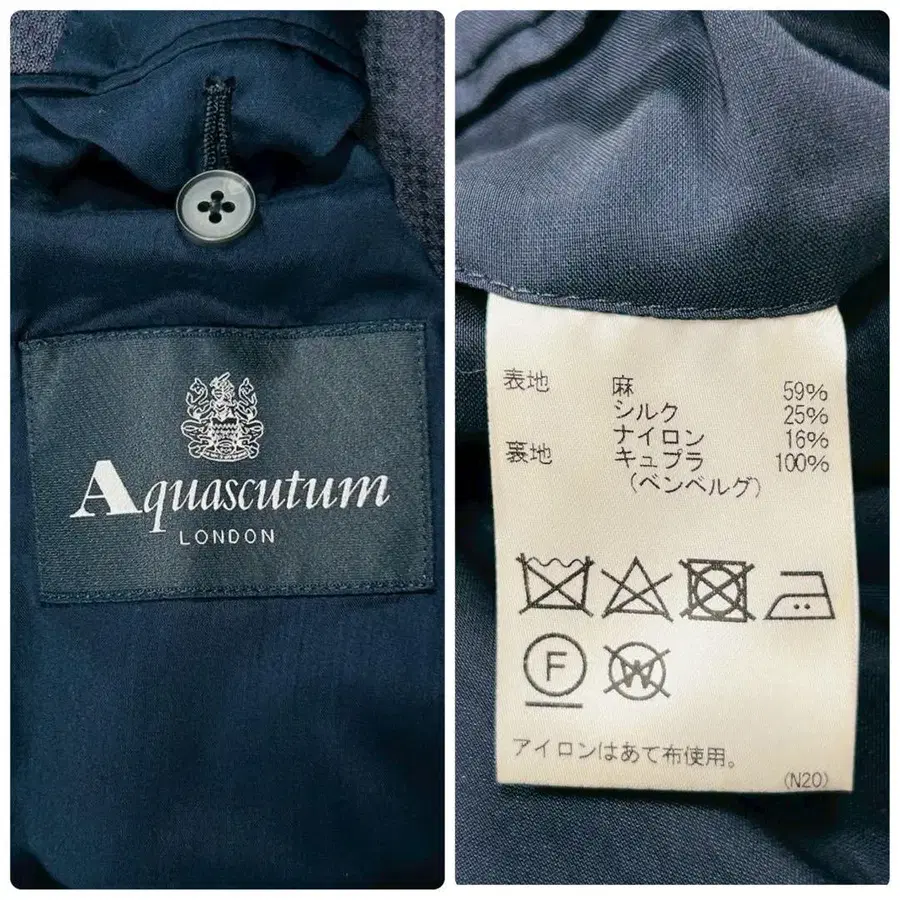 Aquascutum
LONDON
表地 麻 59%
シルク 25%
ナイロン 16%
裏地 キュプラ 100%
(ベンベルグ)
F
W
アイロンはあて布使用。
(N20)